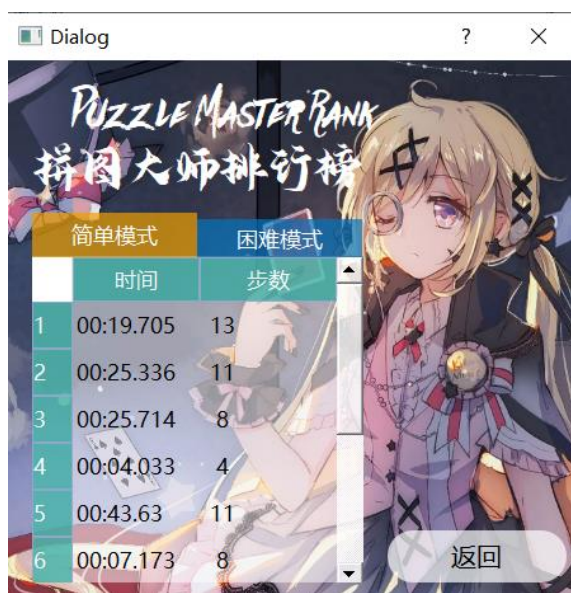 Dialog
?
PUZZLE MASTER RANK
拼图大师排行榜
简单模式 困难模式
时间 步数
1 00:19.705 13
2 00:25.336 11
3 00:25.714 8
4 00:04.033 4
5 00:43.63 11
6 00:07.173 8
返回